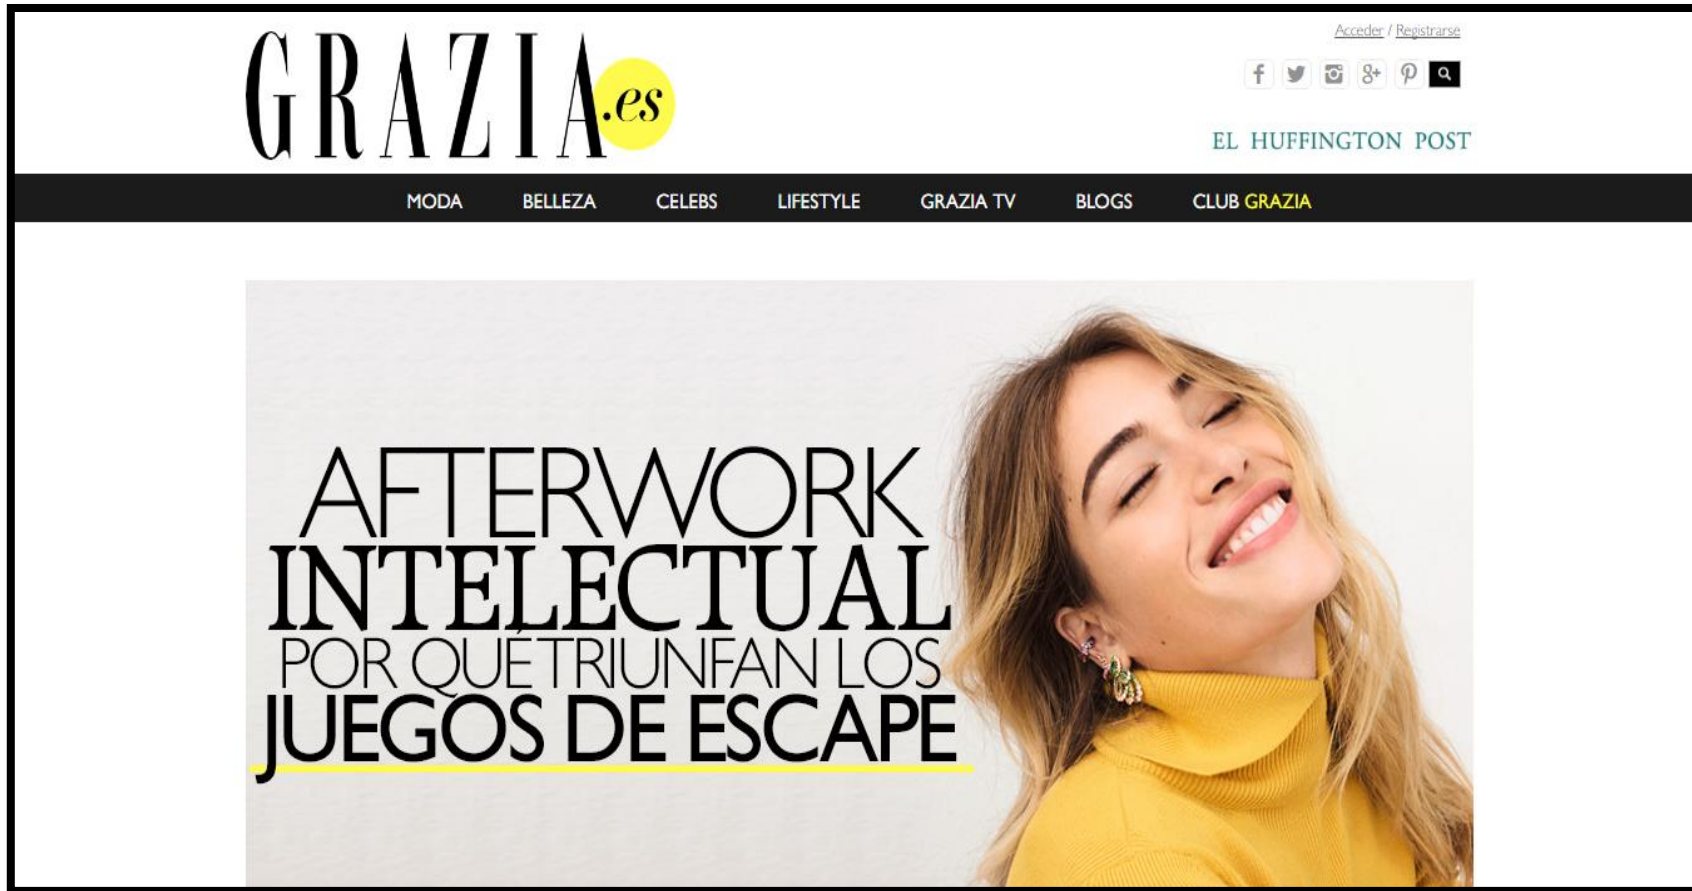 GRAZIA.es
Acceder / Registrarse
EL HUFFINGTON POST
MODA BELLEZA CELEBS LIFESTYLE GRAZIA TV BLOGS CLUB GRAZIA
AFTERWORK
INTELECTUAL
POR QUÉ TRIUNFAN LOS
JUEGOS DE ESCAPE